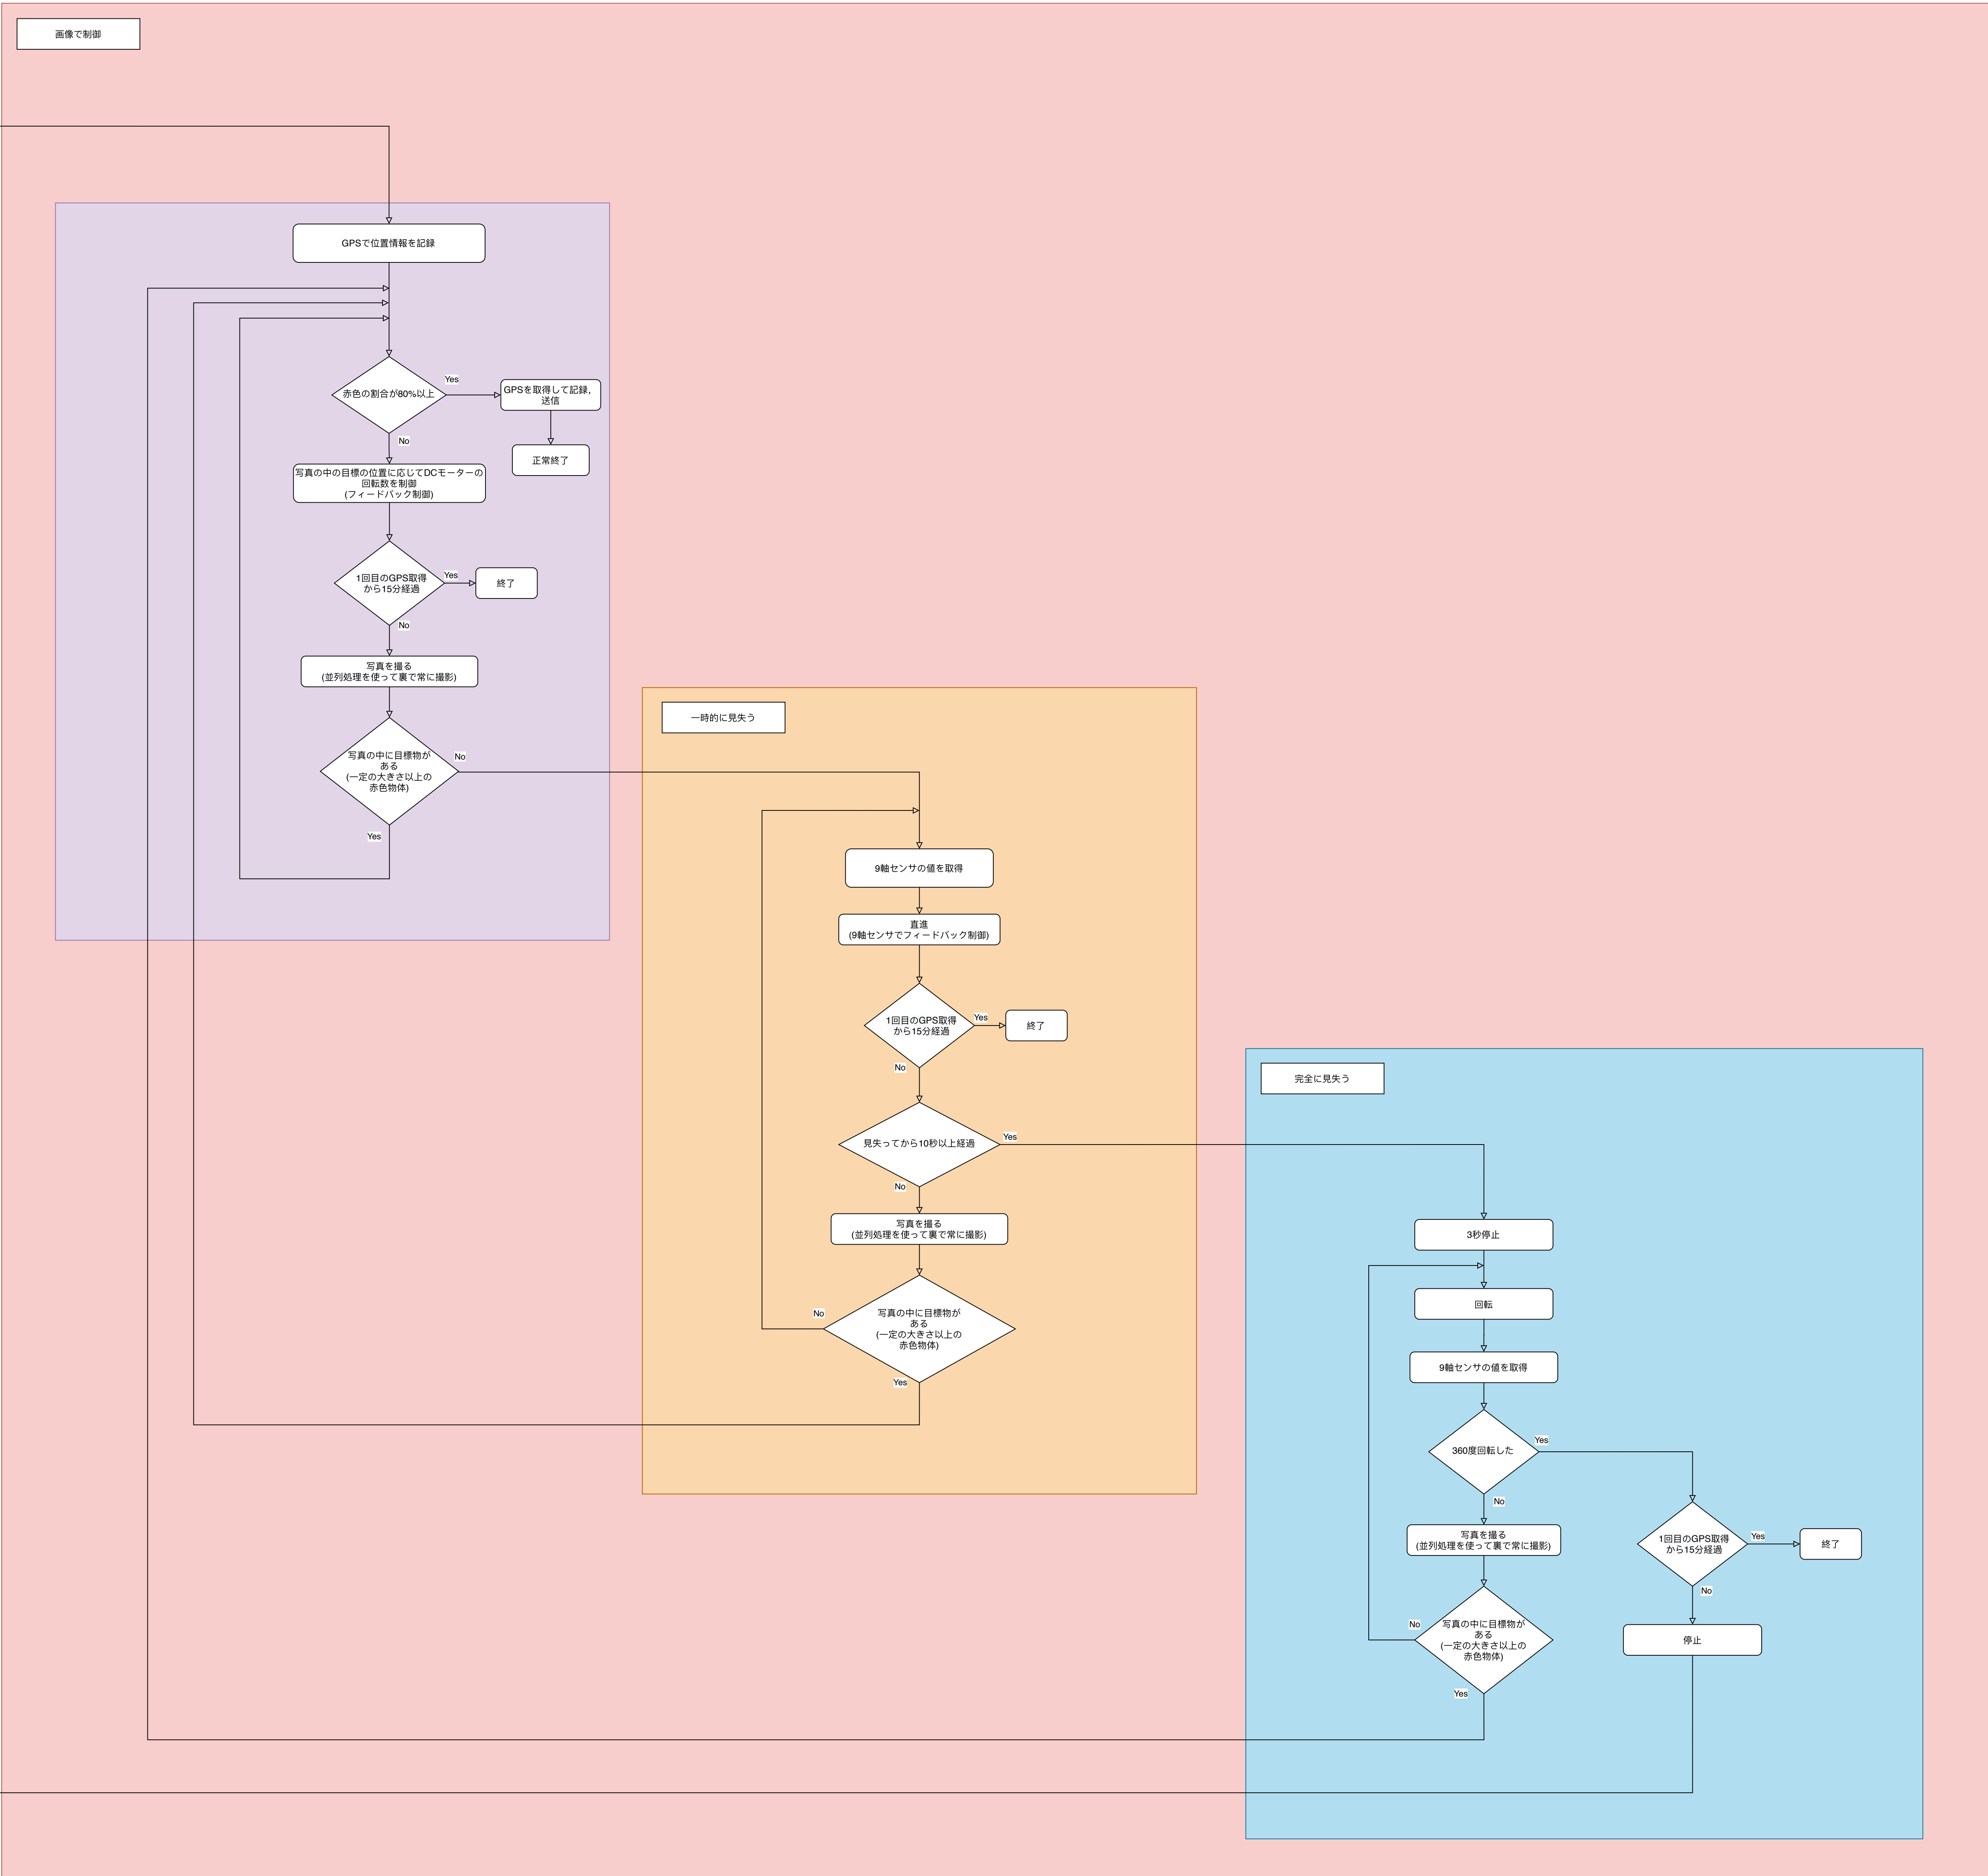 画像で制御
GPSで位置情報を記録
赤色の割合が80%以上
Yes
GPSを取得して記録,
送信
正常終了
No
写真の中の目標の位置に応じてDCモーターの
回転数を制御
(フィードバック制御)
1回目のGPS取得
から15分経過
Yes
終了
No
写真を撮る
(並列処理を使って裏で常に撮影)
写真の中に目標物が
ある
(一定の大きさ以上の
赤色物体)
No
Yes
一時的に見失う
9軸センサの値を取得
直進
(9軸センサでフィードバック制御)
1回目のGPS取得
から15分経過
Yes
終了
No
見失ってから10秒以上経過
Yes
No
写真を撮る
(並列処理を使って裏で常に撮影)
写真の中に目標物が
ある
(一定の大きさ以上の
赤色物体)
No
Yes
完全に見失う
3秒停止
回転
9軸センサの値を取得
360度回転した
Yes
No
写真を撮る
(並列処理を使って裏で常に撮影)
写真の中に目標物が
ある
(一定の大きさ以上の
赤色物体)
No
Yes
1回目のGPS取得
から15分経過
Yes
終了
No
停止